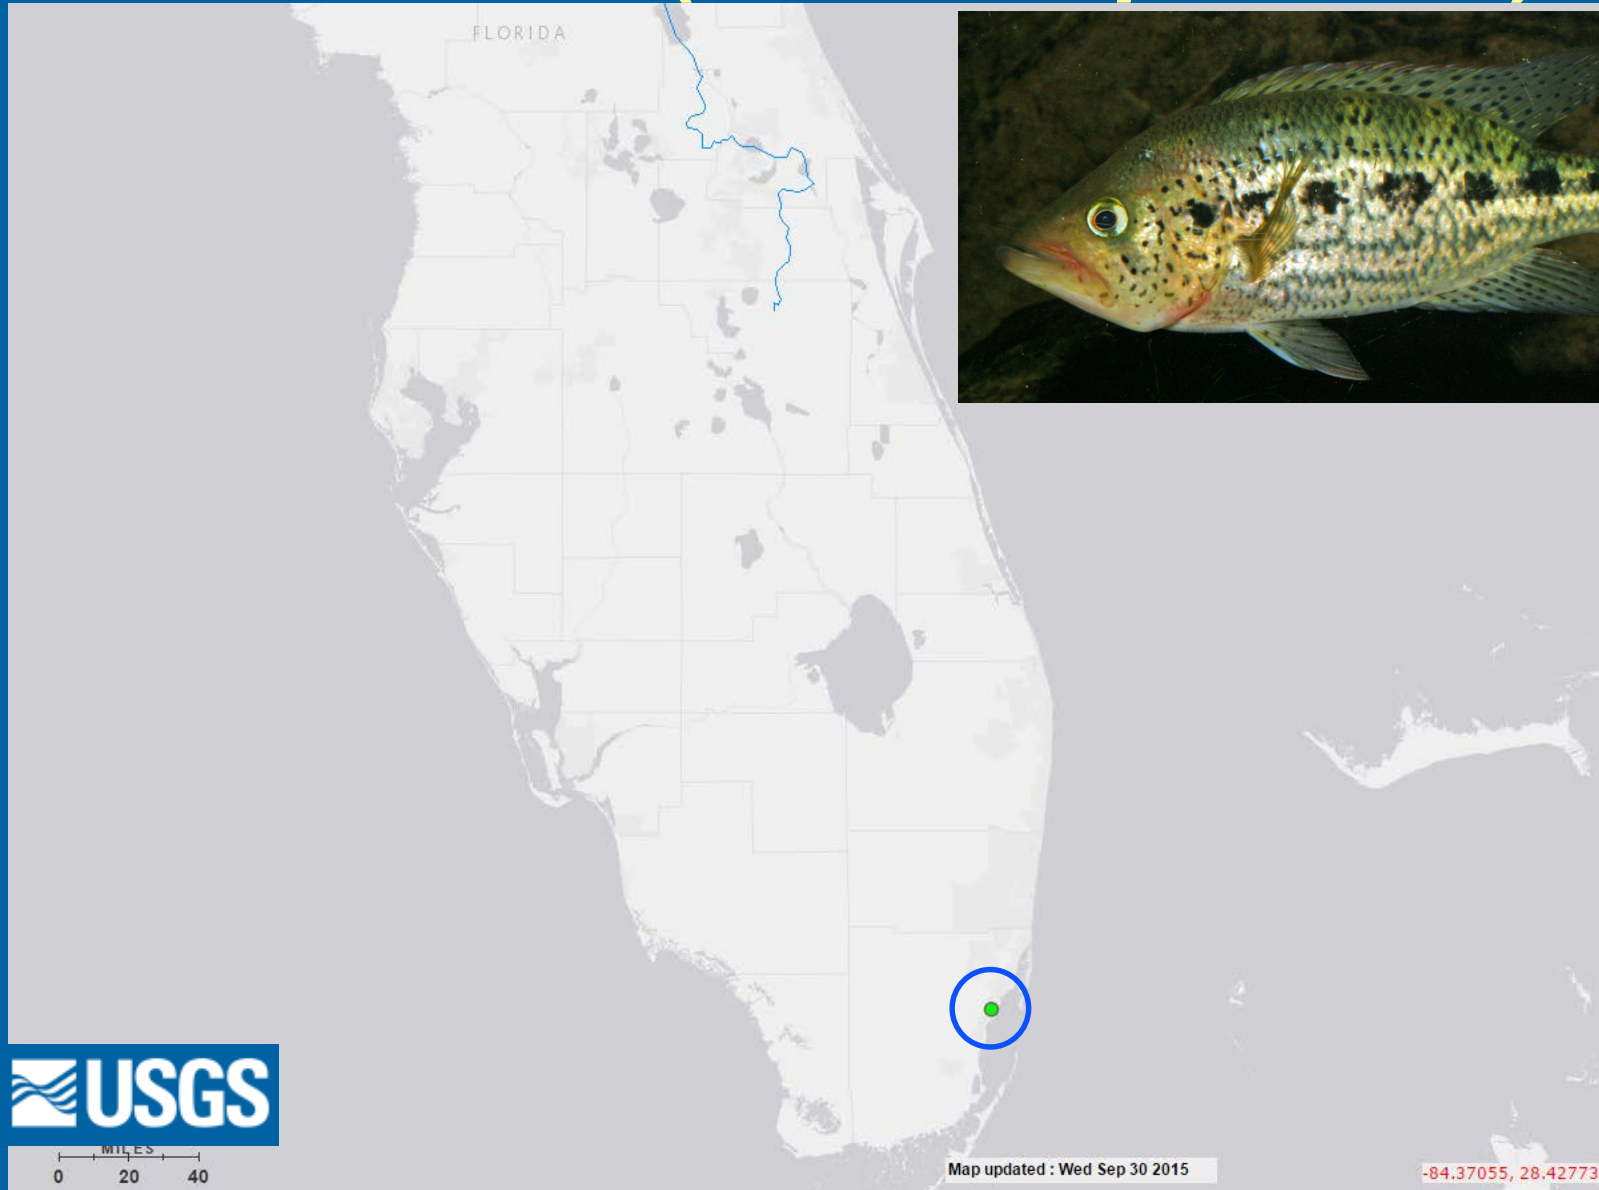 FLORIDA
USGS
MILES
0 20 40
Map updated : Wed Sep 30 2015
-84.37055, 28.42773